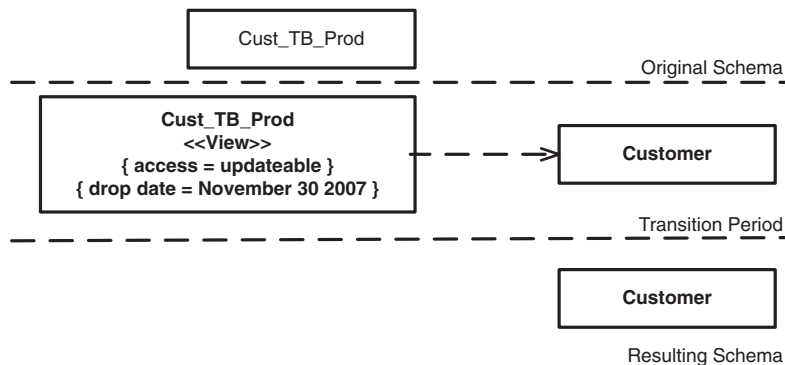 Cust_TB_Prod
Original Schema
Cust_TB_Prod
<<View>>
{ access = updateable }
{ drop date = November 30 2007 }
Customer
Transition Period
Customer
Resulting Schema